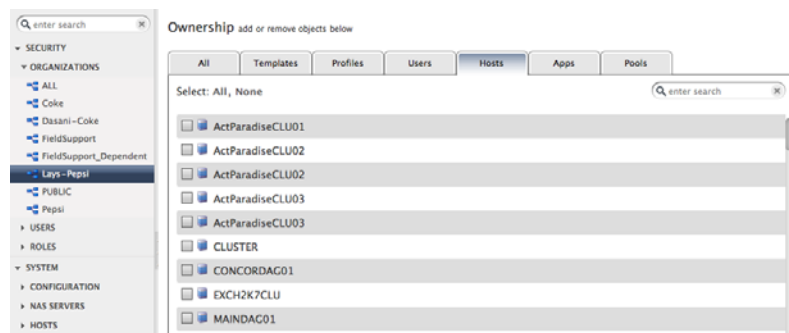 enter search
SECURITY
ORGANIZATIONS
ALL
Coke
Dasani-Coke
FieldSupport
FieldSupport_Dependent
Lays-Pepsi
PUBLIC
Pepsi
USERS
ROLES
SYSTEM
CONFIGURATION
NAS SERVERS
HOSTS
Ownership add or remove objects below
All Templates Profiles Users Hosts Apps Pools
Select: All, None
enter search
ActParadiseCLU01
ActParadiseCLU02
ActParadiseCLU02
ActParadiseCLU03
ActParadiseCLU03
CLUSTER
CONCORDAG01
EXCH2K7CLU
MAINDAG01